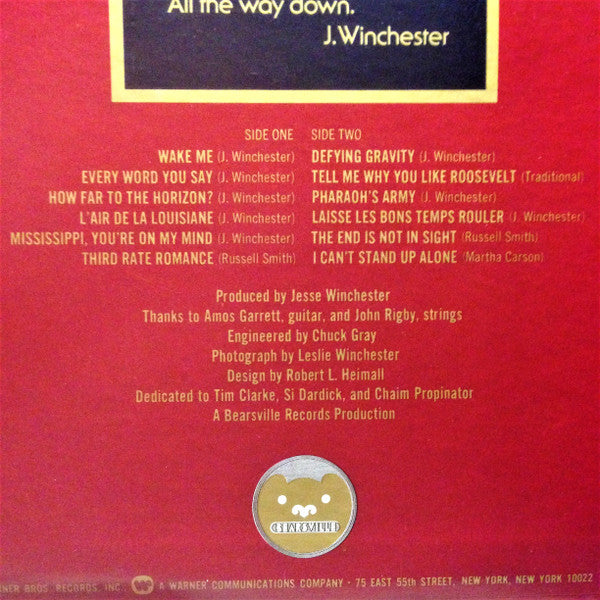 All the way down.
J. Winchester
SIDE ONE
WAKE ME (J. Winchester)
EVERY WORD YOU SAY (J. Winchester)
HOW FAR TO THE HORIZON? (J. Winchester)
L'AIR DE LA LOUISIANE (J. Winchester)
MISSISSIPPI, YOU'RE ON MY MIND (J. Winchester)
THIRD RATE ROMANCE (Russell Smith)
SIDE TWO
DEFYING GRAVITY (J. Winchester)
TELL ME WHY YOU LIKE ROOSEVELT (Traditional)
PHARAOH'S ARMY (J. Winchester)
LAISSE LES BONS TEMPS ROULER (J. Winchester)
THE END IS NOT IN SIGHT (Russell Smith)
I CAN'T STAND UP ALONE (Martha Carson)
Produced by Jesse Winchester
Thanks to Amos Garrett, guitar, and John Rigby, strings
Engineered by Chuck Gray
Photograph by Leslie Winchester
Design by Robert L. Heimall
Dedicated to Tim Clarke, Si Dardick, and Chaim Propinator
A Bearsville Records Production
BROS. RECORDS, INC. A WARNER COMMUNICATIONS COMPANY · 75 EAST 55th STREET, NEW YORK, NEW YORK 10022